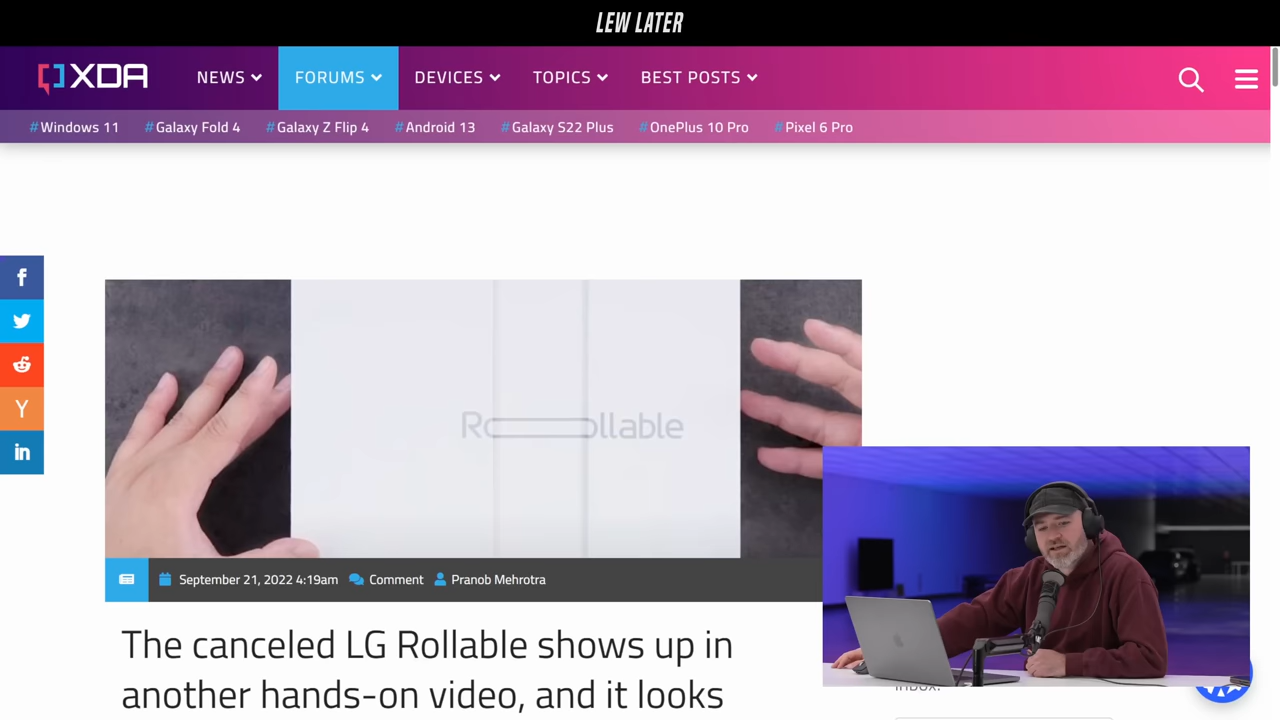 LEW LATER
XDA
NEWS
FORUMS
DEVICES
TOPICS
BEST POSTS
#Windows 11
#Galaxy Fold 4
#Galaxy Z Flip 4
#Android 13
#Galaxy S22 Plus
#OnePlus 10 Pro
#Pixel 6 Pro
f
Y
in
Rollable
September 21, 2022 4:19am
Comment
Pranob Mehrotra
The canceled LG Rollable shows up in
another hands-on video, and it looks
inbox.